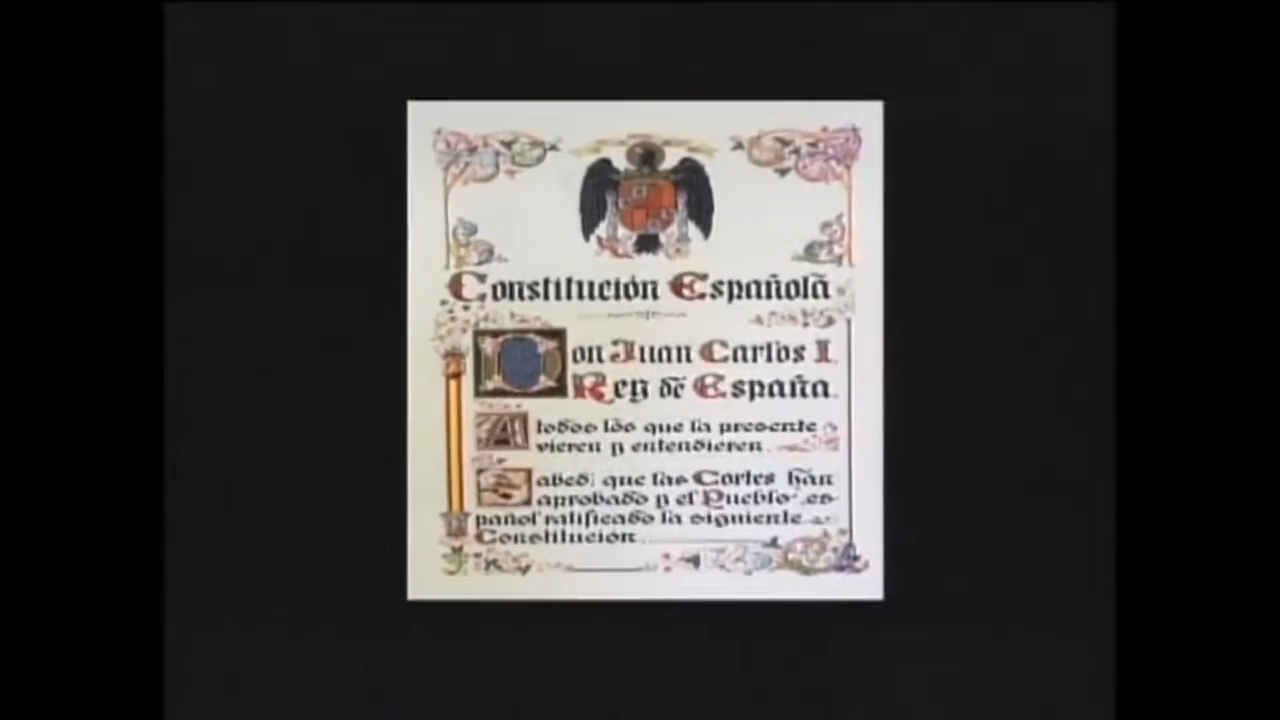 Constitución Española
Don Juan Carlos I
Rey de España.
A todos los que la presente
vieren y entendieren.
Sabed: que las Cortes han
aprobado y el Pueblo es-
pañol ratificado la siguiente
Constitución